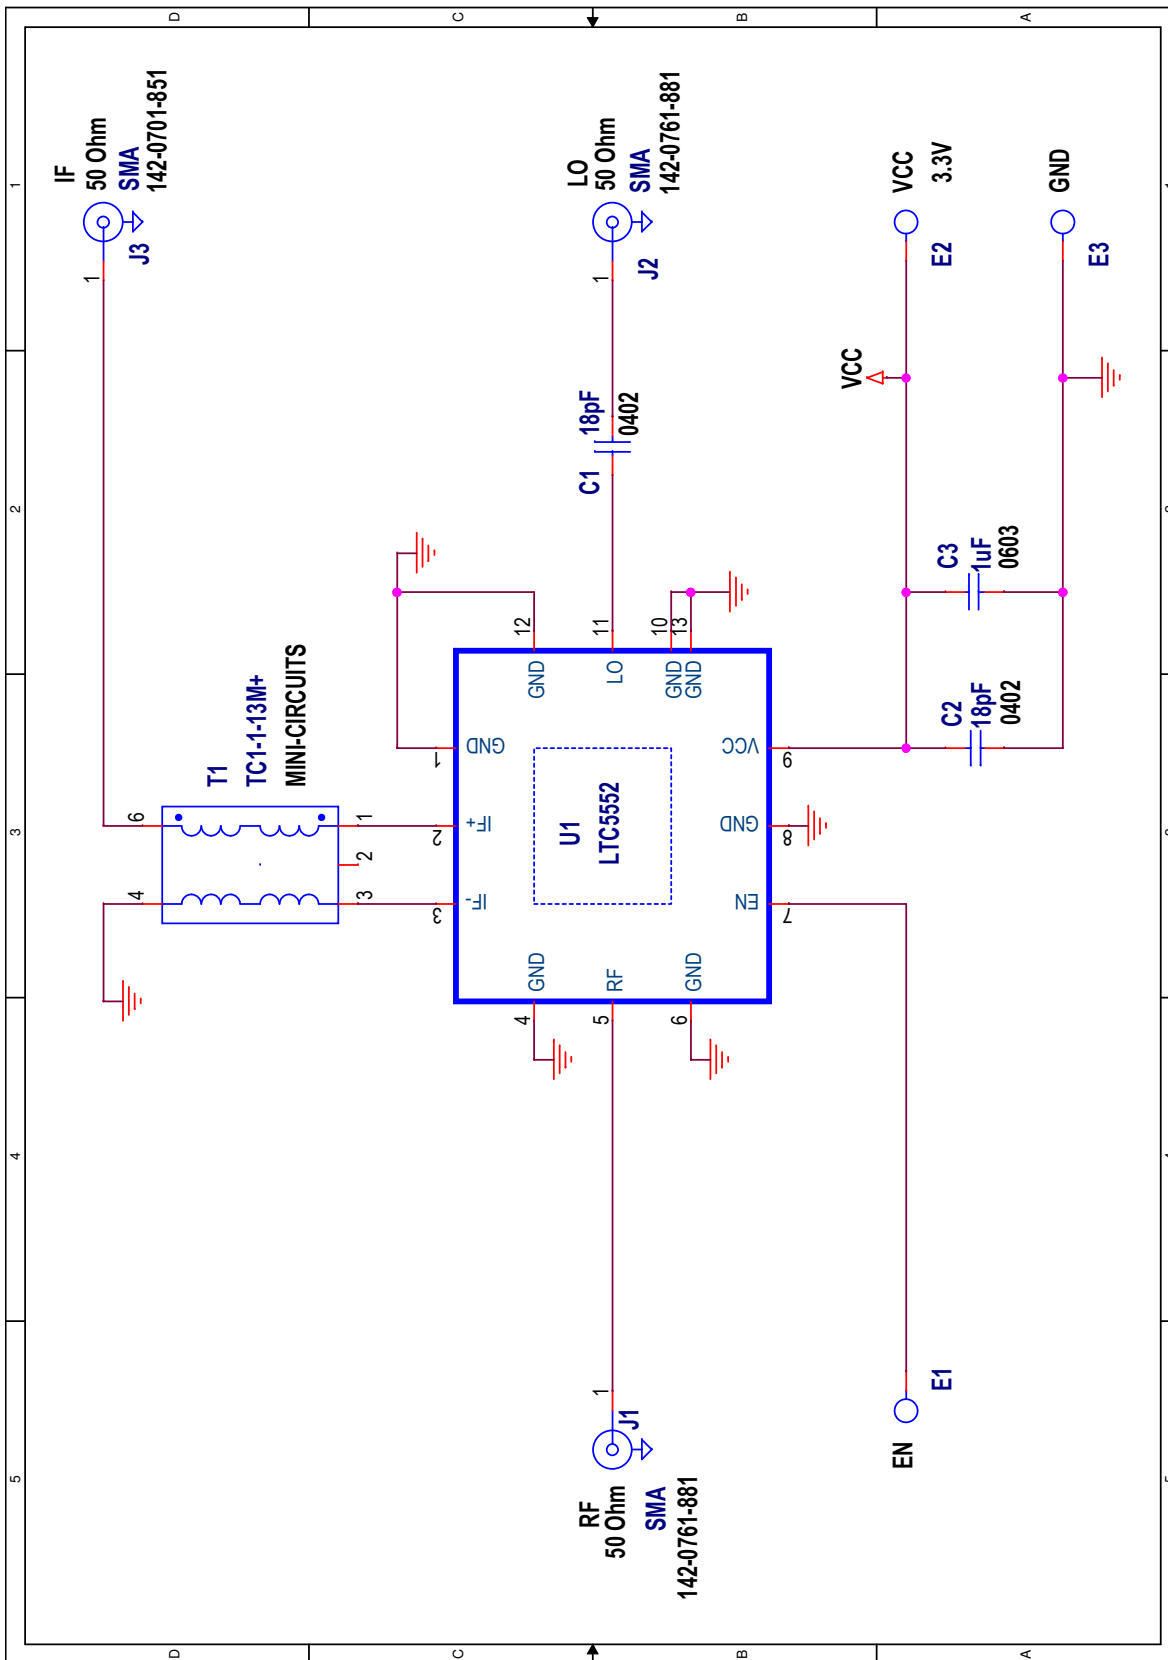 5
4
3
2
1
D
D
IF
50 Ohm
SMA
142-0701-851
J3
1
4
6
T1
TC1-1-13M+
MINI-CIRCUITS
3
2
1
C
C
3
2
1
IF-
IF+
GND
4
GND
12
GND
RF
50 Ohm
SMA
142-0761-881
J1
1
5
RF
U1
LTC5552
11
LO
C1
18pF
0402
1
LO
50 Ohm
SMA
142-0761-881
J2
6
GND
10
GND
13
GND
EN
GND
VCC
7
8
9
B
B
EN
E1
VCC
VCC
3.3V
E2
C2
18pF
0402
C3
1uF
0603
GND
E3
A
A